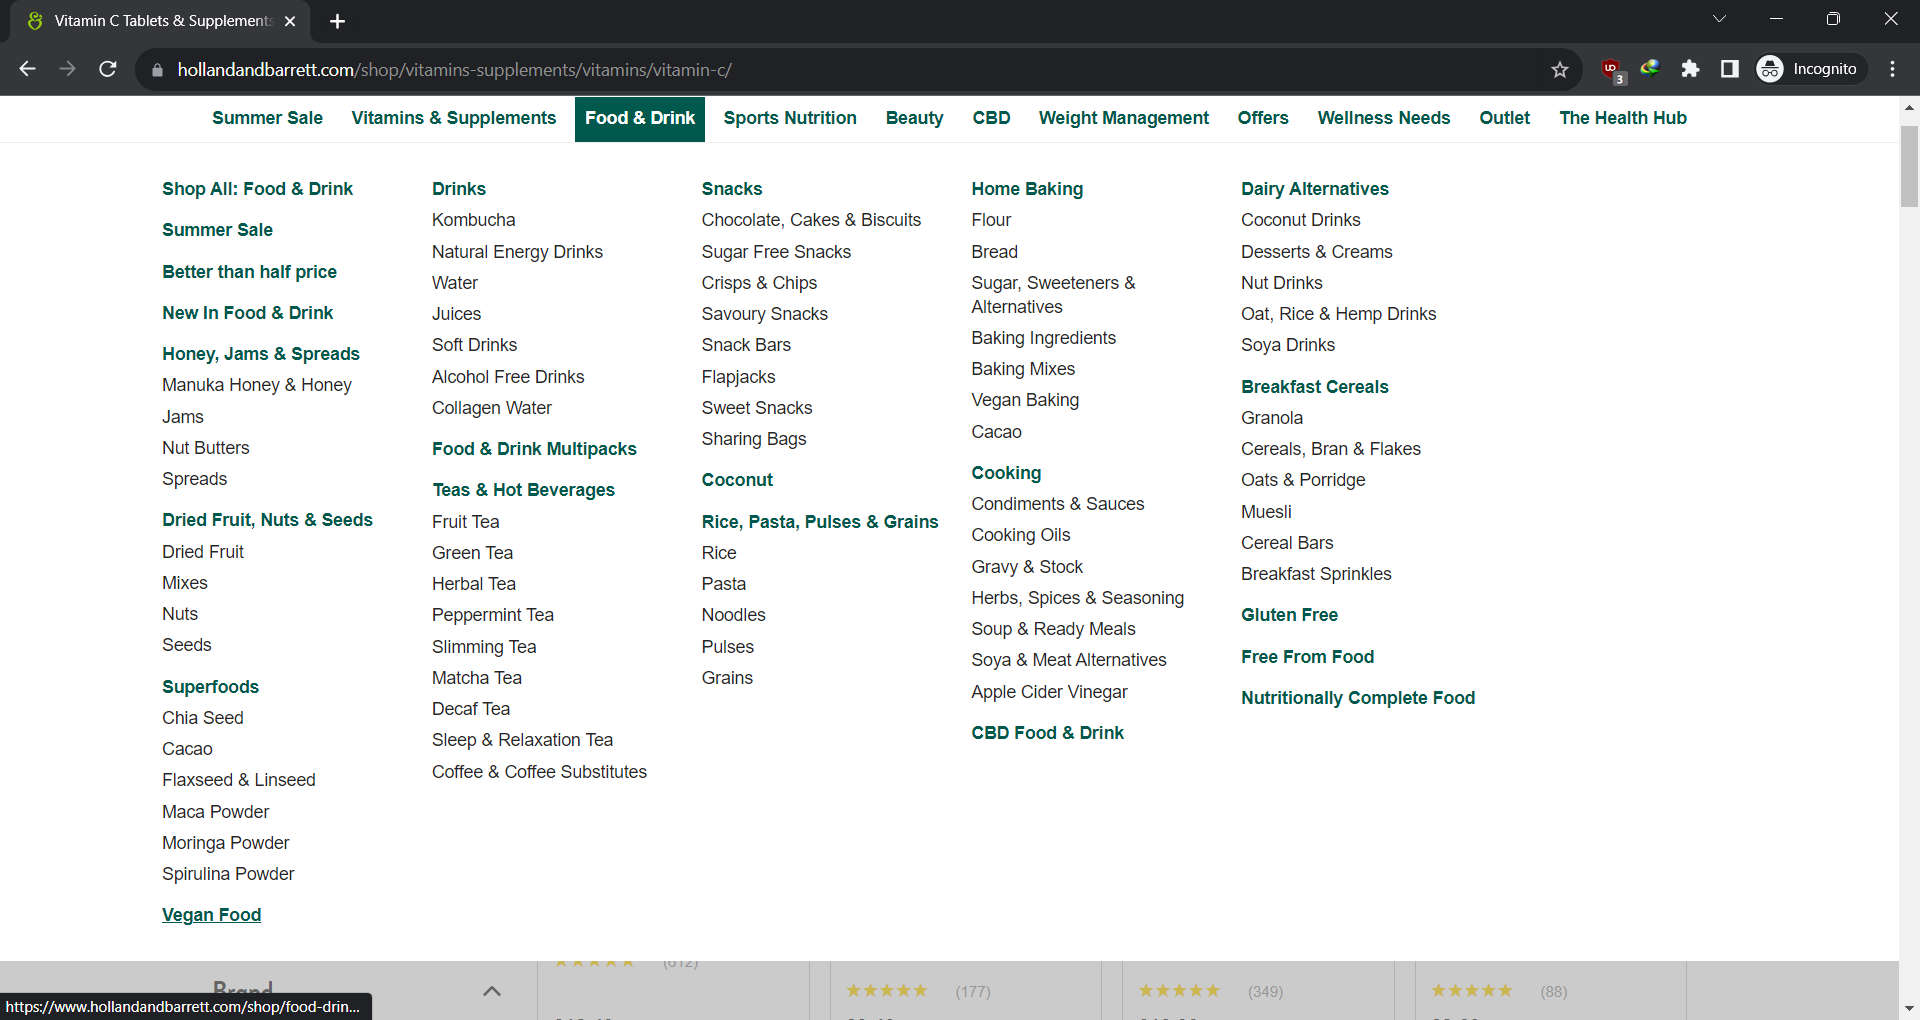 Vitamin C Tablets & Supplements
hollandandbarrett.com/shop/vitamins-supplements/vitamins/vitamin-c/
3
Incognito
Summer Sale
Vitamins & Supplements
Food & Drink
Sports Nutrition
Beauty
CBD
Weight Management
Offers
Wellness Needs
Outlet
The Health Hub
Shop All: Food & Drink
Summer Sale
Better than half price
New In Food & Drink
Honey, Jams & Spreads
Manuka Honey & Honey
Jams
Nut Butters
Spreads
Dried Fruit, Nuts & Seeds
Dried Fruit
Mixes
Nuts
Seeds
Superfoods
Chia Seed
Cacao
Flaxseed & Linseed
Maca Powder
Moringa Powder
Spirulina Powder
Vegan Food
Drinks
Kombucha
Natural Energy Drinks
Water
Juices
Soft Drinks
Alcohol Free Drinks
Collagen Water
Food & Drink Multipacks
Teas & Hot Beverages
Fruit Tea
Green Tea
Herbal Tea
Peppermint Tea
Slimming Tea
Matcha Tea
Decaf Tea
Sleep & Relaxation Tea
Coffee & Coffee Substitutes
Snacks
Chocolate, Cakes & Biscuits
Sugar Free Snacks
Crisps & Chips
Savoury Snacks
Snack Bars
Flapjacks
Sweet Snacks
Sharing Bags
Coconut
Rice, Pasta, Pulses & Grains
Rice
Pasta
Noodles
Pulses
Grains
Home Baking
Flour
Bread
Sugar, Sweeteners &
Alternatives
Baking Ingredients
Baking Mixes
Vegan Baking
Cacao
Cooking
Condiments & Sauces
Cooking Oils
Gravy & Stock
Herbs, Spices & Seasoning
Soup & Ready Meals
Soya & Meat Alternatives
Apple Cider Vinegar
CBD Food & Drink
Dairy Alternatives
Coconut Drinks
Desserts & Creams
Nut Drinks
Oat, Rice & Hemp Drinks
Soya Drinks
Breakfast Cereals
Granola
Cereals, Bran & Flakes
Oats & Porridge
Muesli
Cereal Bars
Breakfast Sprinkles
Gluten Free
Free From Food
Nutritionally Complete Food
Brand
(612)
(177)
(349)
(88)
https://www.hollandandbarrett.com/shop/food-drin...